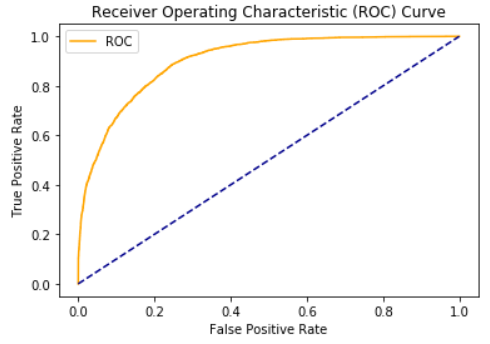 Receiver Operating Characteristic (ROC) Curve
ROC
1.0
0.8
0.6
0.4
0.2
0.0
True Positive Rate
0.0 0.2 0.4 0.6 0.8 1.0
False Positive Rate